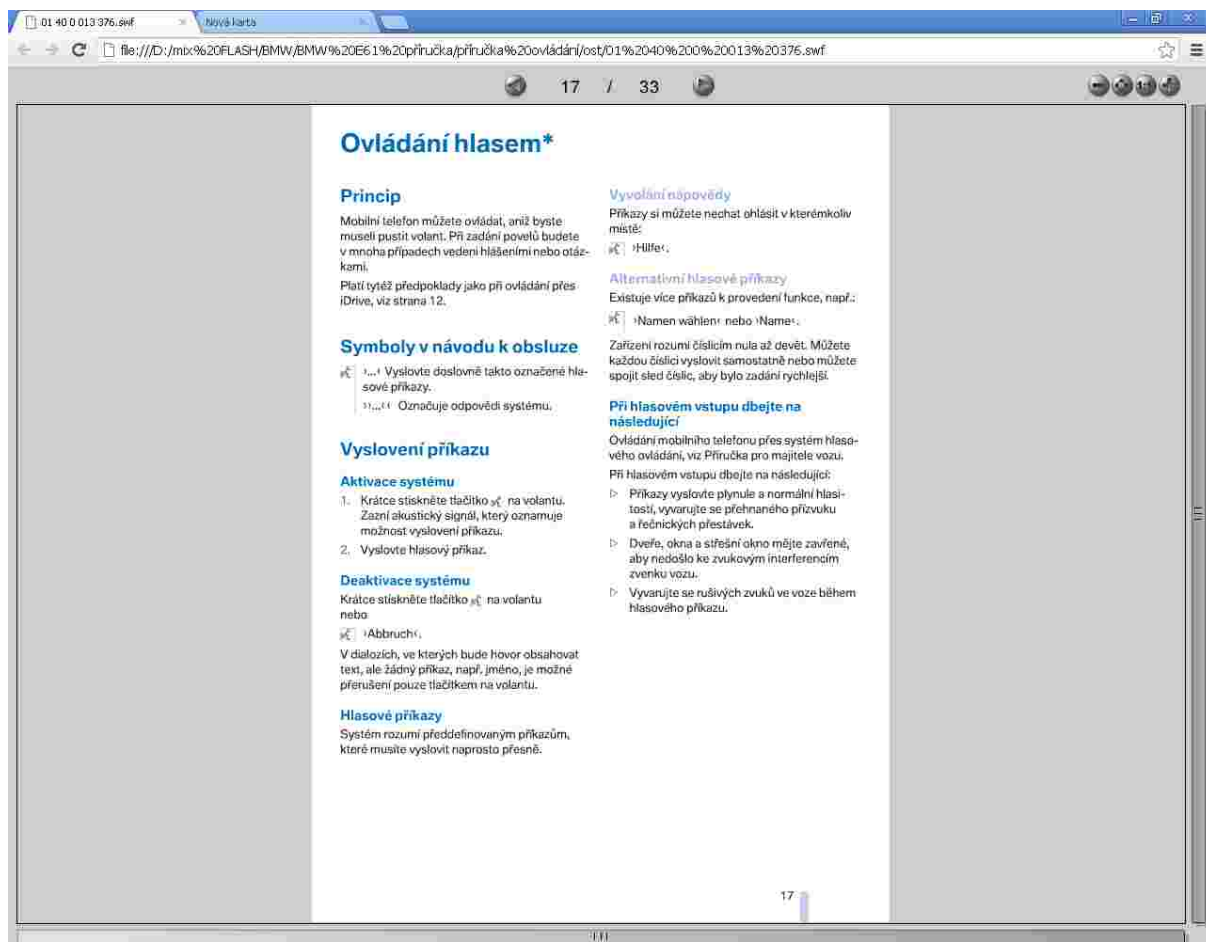 01 40 0 013 376.swf
Nová karta
file:///D:/mix%20FLASH/BMW/BMW%20E61%20příručka/příručka%20ovládání/ost/01%2040%200%20013%20376.swf
17 / 33
Ovládání hlasem*
Princip
Mobilní telefon můžete ovládat, aniž byste
museli pustit volant. Při zadání povelů budete
v mnoha případech vedeni hlášeními nebo otáz-
kami.
Platí tytéž předpoklady jako při ovládání přes
iDrive, viz strana 12.
Symboly v návodu k obsluze
›...‹ Vyslovte doslovně takto označené hla-
sové příkazy.
››...‹‹ Označuje odpovědi systému.
Vyslovení příkazu
Aktivace systému
1. Krátce stiskněte tlačítko na volantu.
Zazní akustický signál, který oznamuje
možnost vyslovení příkazu.
2. Vyslovte hlasový příkaz.
Deaktivace systému
Krátce stiskněte tlačítko na volantu
nebo
›Abbruch‹.
V dialozích, ve kterých bude hovor obsahovat
text, ale žádný příkaz, např. jméno, je možné
přerušení pouze tlačítkem na volantu.
Hlasové příkazy
Systém rozumí předdefinovaným příkazům,
které musíte vyslovit naprosto přesně.
Vyvolání nápovědy
Příkazy si můžete nechat ohlásit v kterémkoliv
místě:
›Hilfe‹.
Alternativní hlasové příkazy
Existuje více příkazů k provedení funkce, např.:
›Namen wählen‹ nebo ›Name‹.
Zařízení rozumí číslicím nula až devět. Můžete
každou číslici vyslovit samostatně nebo můžete
spojit sled číslic, aby bylo zadání rychlejší.
Při hlasovém vstupu dbejte na
následující
Ovládání mobilního telefonu přes systém hlaso-
vého ovládání, viz Příručka pro majitele vozu.
Při hlasovém vstupu dbejte na následující:
▷ Příkazy vyslovte plynule a normální hlasi-
tostí, vyvarujte se přehnaného přízvuku
a řečnických přestávek.
▷ Dveře, okna a střešní okno mějte zavřené,
aby nedošlo ke zvukovým interferencím
zvenku vozu.
▷ Vyvarujte se rušivých zvuků ve voze během
hlasového příkazu.
17